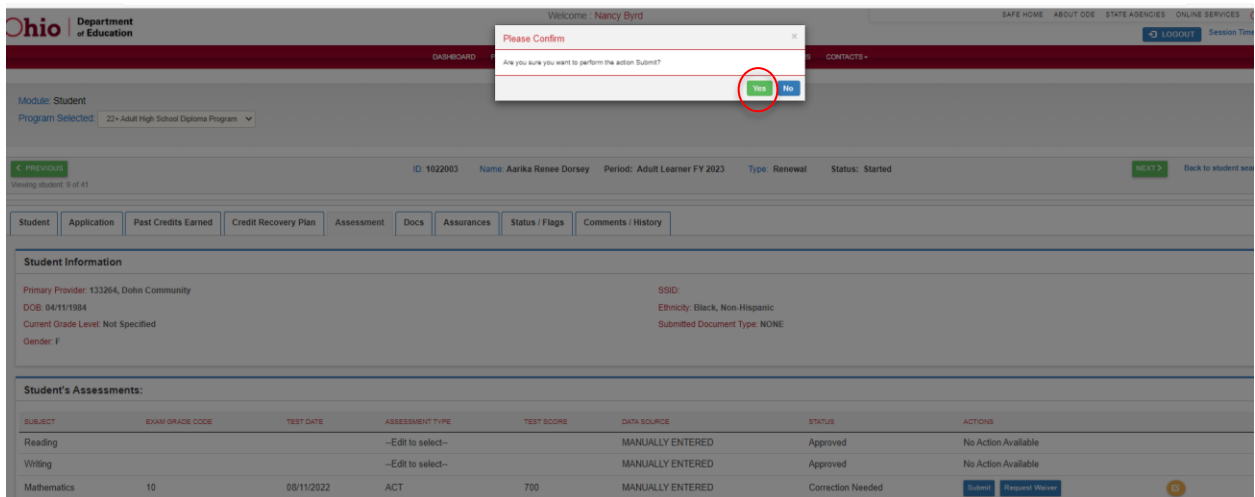 Ohio Department of Education
Welcome : Nancy Byrd
SAFE HOME ABOUT ODE STATE AGENCIES ONLINE SERVICES
LOGOUT Session Time
Please Confirm ×
Are you sure you want to perform the action Submit?
Yes No
DASHBOARD CONTACTS
Module: Student
Program Selected: 22+ Adult High School Diploma Program
PREVIOUS
Viewing student: 9 of 41
ID: 1022003 Name: Aarika Renee Dorsey Period: Adult Learner FY 2023 Type: Renewal Status: Started
NEXT Back to student sea
Student Application Past Credits Earned Credit Recovery Plan Assessment Docs Assurances Status / Flags Comments / History
Student Information
Primary Provider: 133264, Dohn Community SSID:
DOB: 04/11/1984 Ethnicity: Black, Non-Hispanic
Current Grade Level: Not Specified Submitted Document Type: NONE
Gender: F
Student's Assessments:
SUBJECT EXAM GRADE CODE TEST DATE ASSESSMENT TYPE TEST SCORE DATA SOURCE STATUS ACTIONS
Reading --Edit to select-- MANUALLY ENTERED Approved No Action Available
Writing --Edit to select-- MANUALLY ENTERED Approved No Action Available
Mathematics 10 08/11/2022 ACT 700 MANUALLY ENTERED Correction Needed Submit Request Waiver